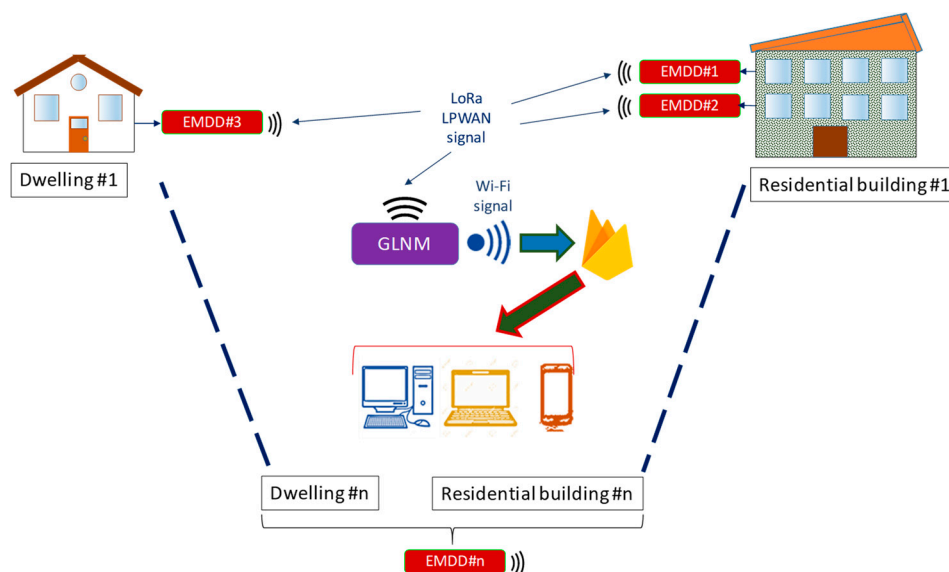 EMDD#1
EMDD#2
EMDD#3
LoRa
LPWAN
signal
Dwelling #1
Residential building #1
Wi-Fi
signal
GLNM
Dwelling #n
Residential building #n
EMDD#n